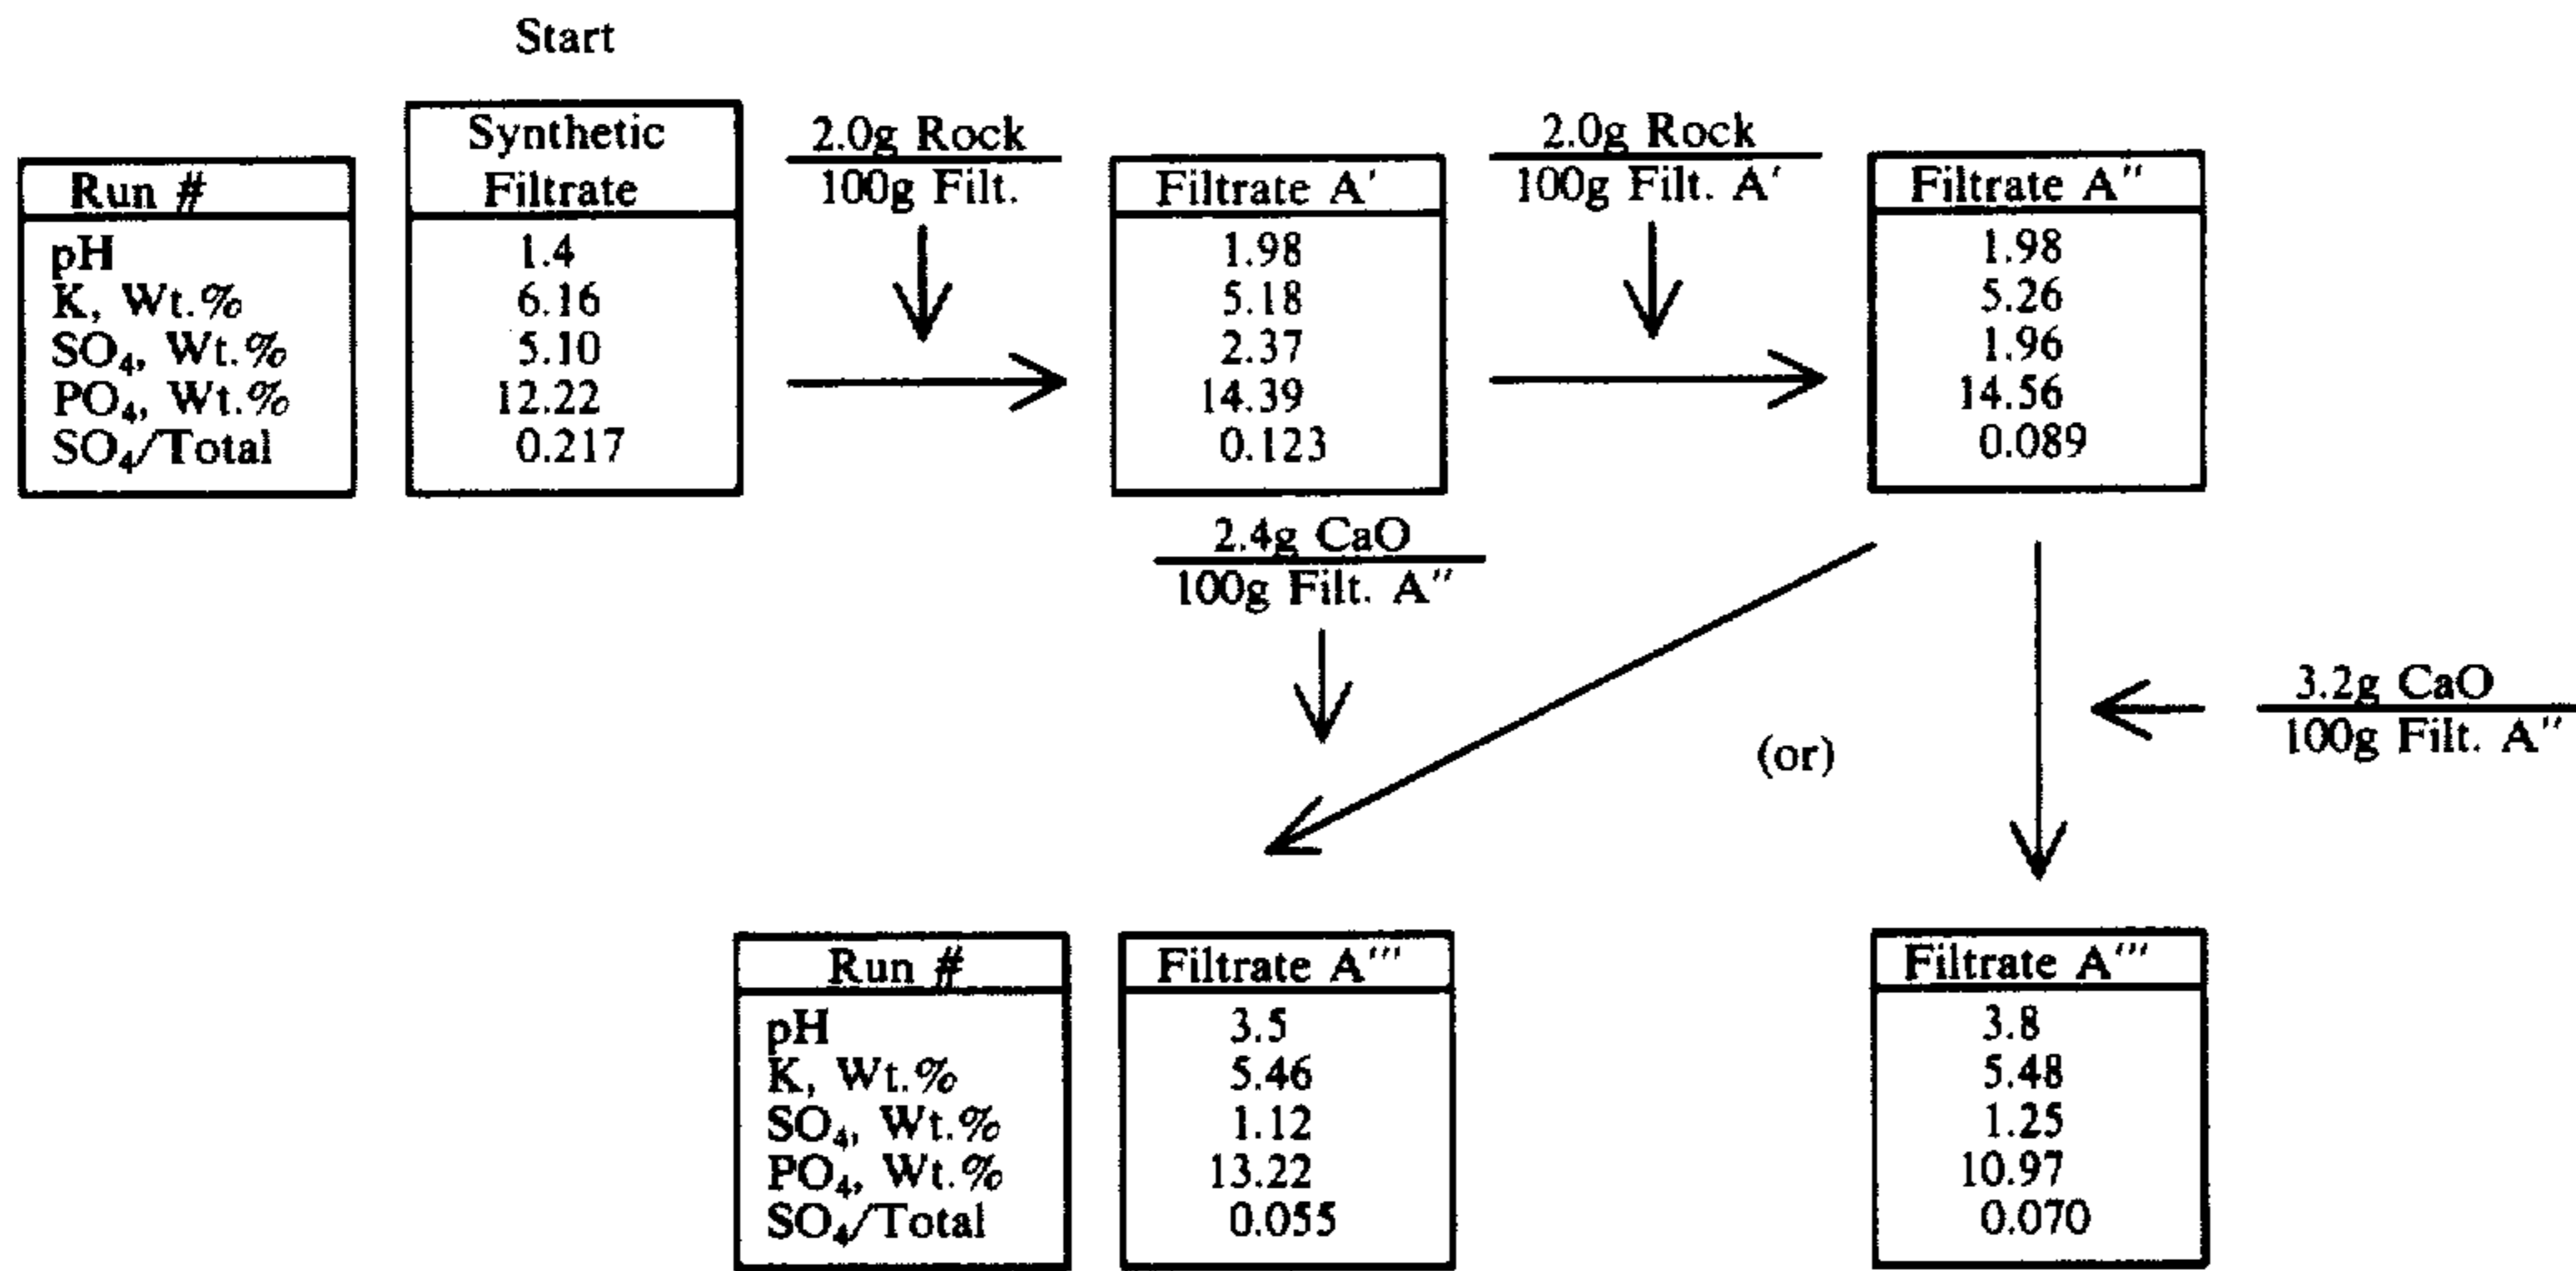 Start
Run #
pH
K, Wt.%
SO₄, Wt.%
PO₄, Wt.%
SO₄/Total
Synthetic
Filtrate
1.4
6.16
5.10
12.22
0.217
2.0g Rock
100g Filt.
Filtrate A'
1.98
5.18
2.37
14.39
0.123
2.0g Rock
100g Filt. A'
Filtrate A''
1.98
5.26
1.96
14.56
0.089
2.4g CaO
100g Filt. A''
(or)
3.2g CaO
100g Filt. A''
Run #
pH
K, Wt.%
SO₄, Wt.%
PO₄, Wt.%
SO₄/Total
Filtrate A'''
3.5
5.46
1.12
13.22
0.055
Filtrate A'''
3.8
5.48
1.25
10.97
0.070